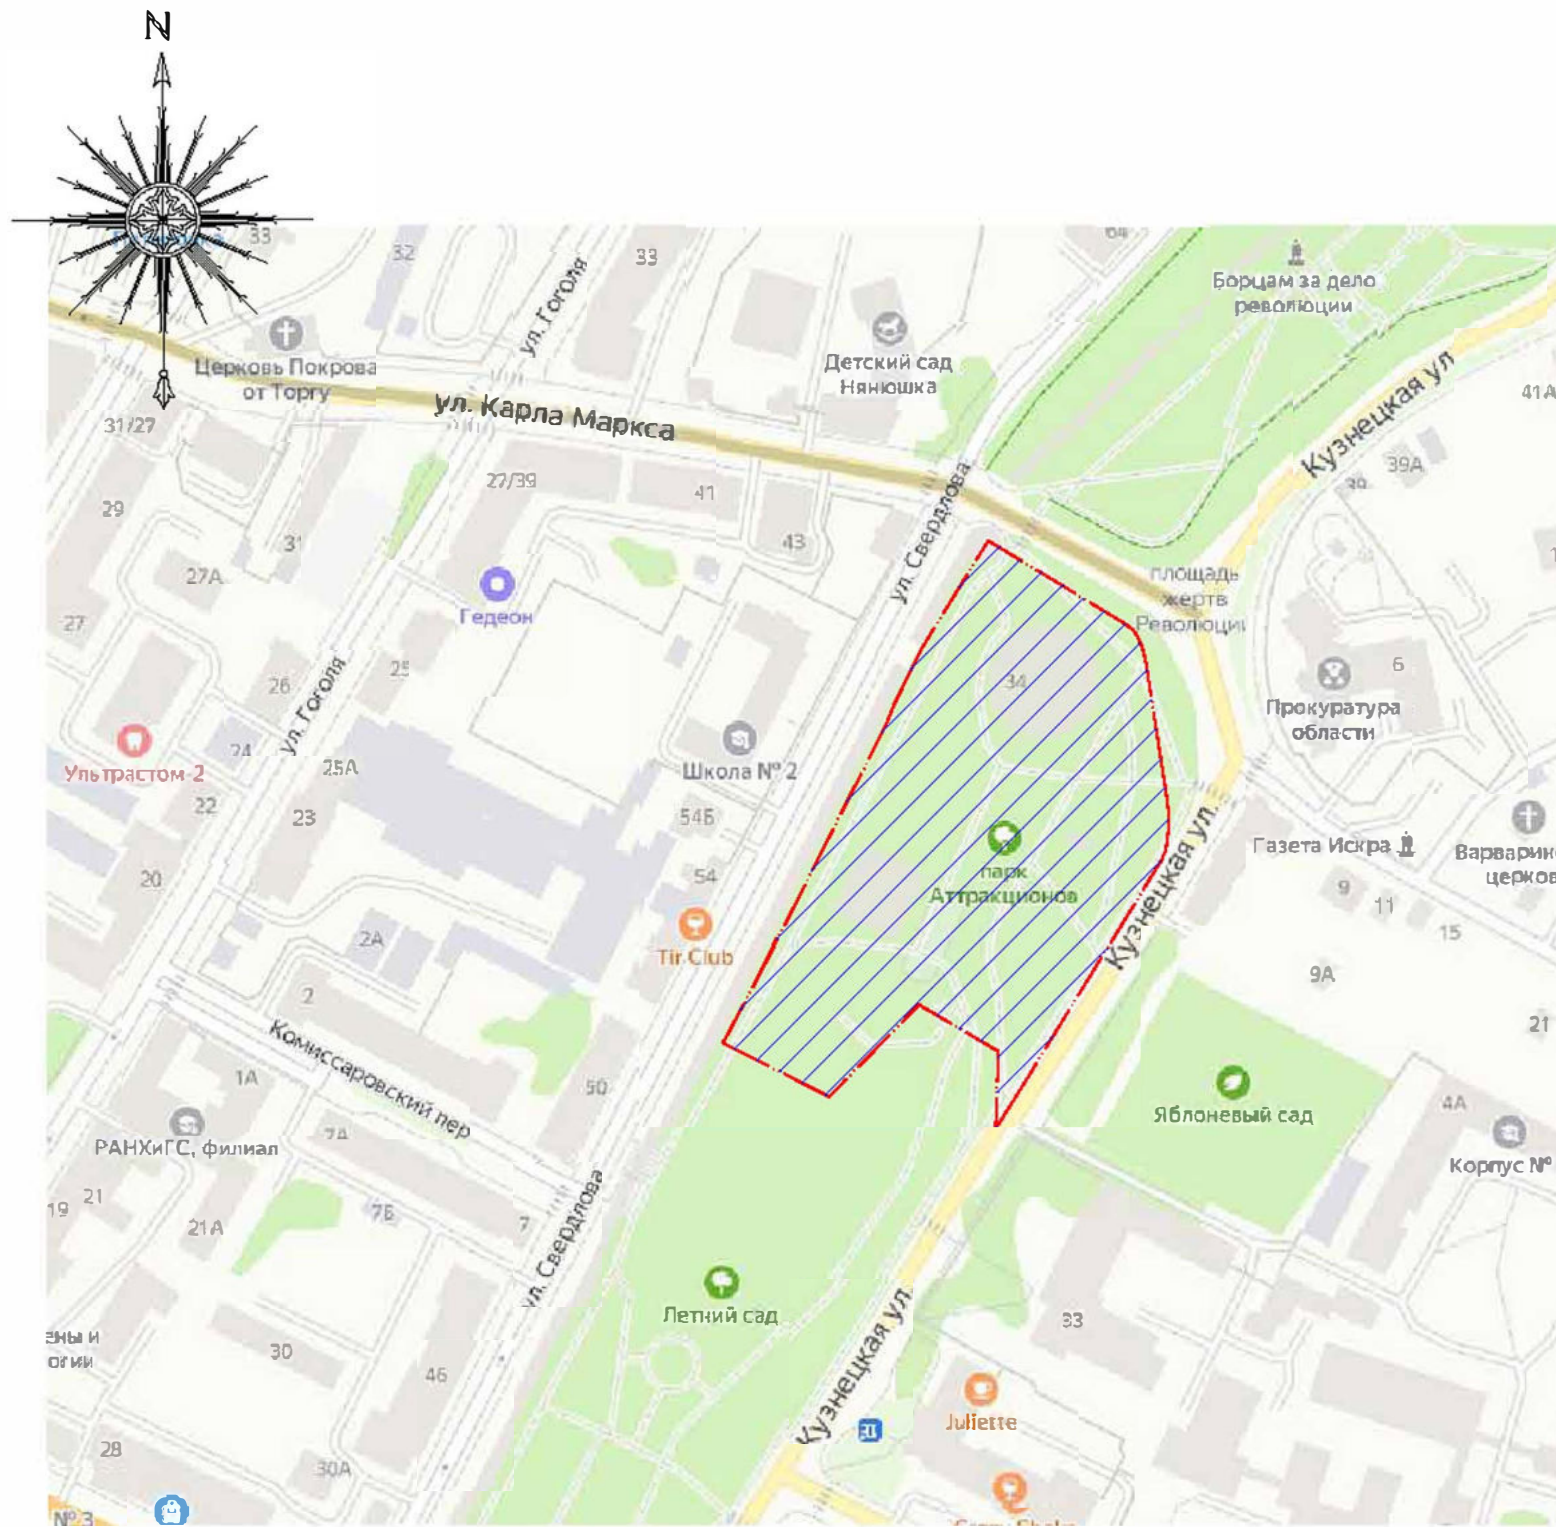 N
33
32
33
64
ул. Гоголя
Борцам за дело
революции
Церковь Покрова
от Торгу
Детский сад
Нянюшка
ул. Карла Маркса
Кузнецкая ул
41А
31/27
39А
39
27/39
41
29
31
43
ул. Свердлова
27А
Гедеон
площадь
жертв
Революции
27
25
26
ул. Гоголя
34
6
Прокуратура
области
24
Ультрастом-2
25А
Школа № 2
22
23
54Б
Кузнецкая ул.
Газета Искра
20
54
парк
Аттракционов
9
11
15
2А
Tir Club
9А
2
21
Комиссаровский пер
1А
50
Яблоневый сад
4А
РАНХиГС, филиал
7А
Корпус №
19
21
21А
7Б
7
ул. Свердлова
Летний сад
Кузнецкая ул.
33
30
46
огии
Juliette
28
30А
№ 3